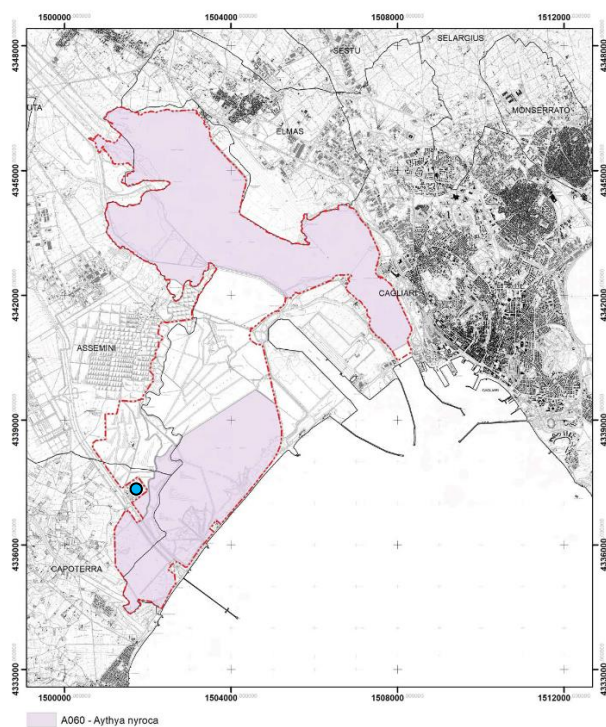 1500000 1504000 1508000 1512000
4348000 4348000
SESTU
SELARGIUS
UTA
MONSERRATO
ELMAS
4345000 4345000
4342000 4342000
CAGLIARI
ASSEMINI
4339000 4339000
4336000 4336000
CAPOTERRA
4333000 4333000
1500000 1504000 1508000 1512000
A060 - Aythya nyroca